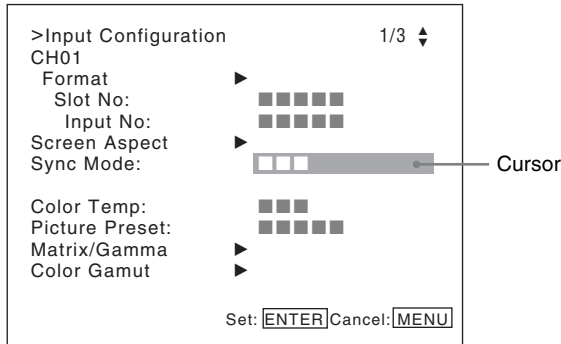 >Input Configuration 1/3
CH01
Format
Slot No:
Input No:
Screen Aspect
Sync Mode:
Cursor
Color Temp:
Picture Preset:
Matrix/Gamma
Color Gamut
Set: ENTER Cancel: MENU